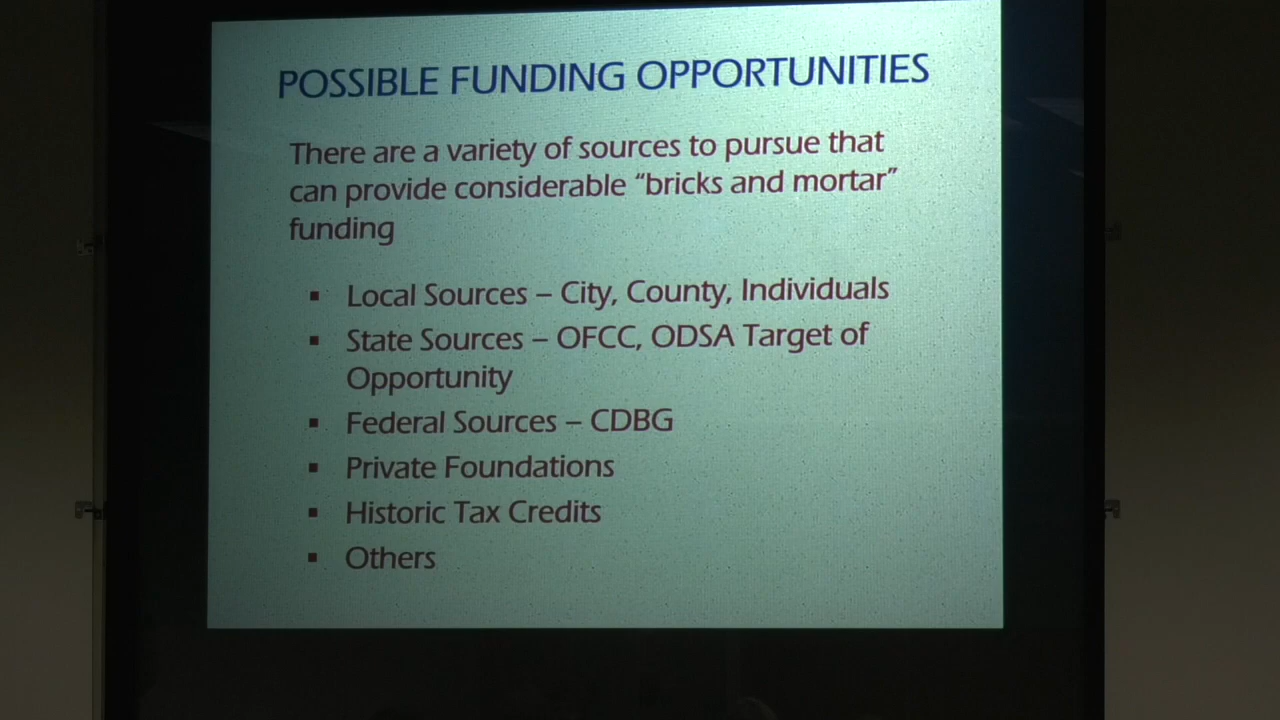 POSSIBLE FUNDING OPPORTUNITIES
There are a variety of sources to pursue that
can provide considerable “bricks and mortar”
funding
▪ Local Sources – City, County, Individuals
▪ State Sources – OFCC, ODSA Target of
Opportunity
▪ Federal Sources – CDBG
▪ Private Foundations
▪ Historic Tax Credits
▪ Others